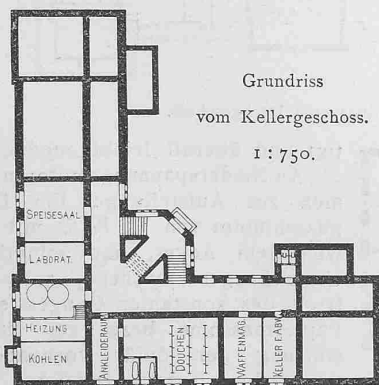 Grundriss
vom Kellergeschoss.
1 : 750.
SPEISESAAL
LABORAT.
HEIZUNG
KOHLEN
ANKLEIDERAUM
DOUCHEN
WAFFENMAG.
KELLER F. ABW.